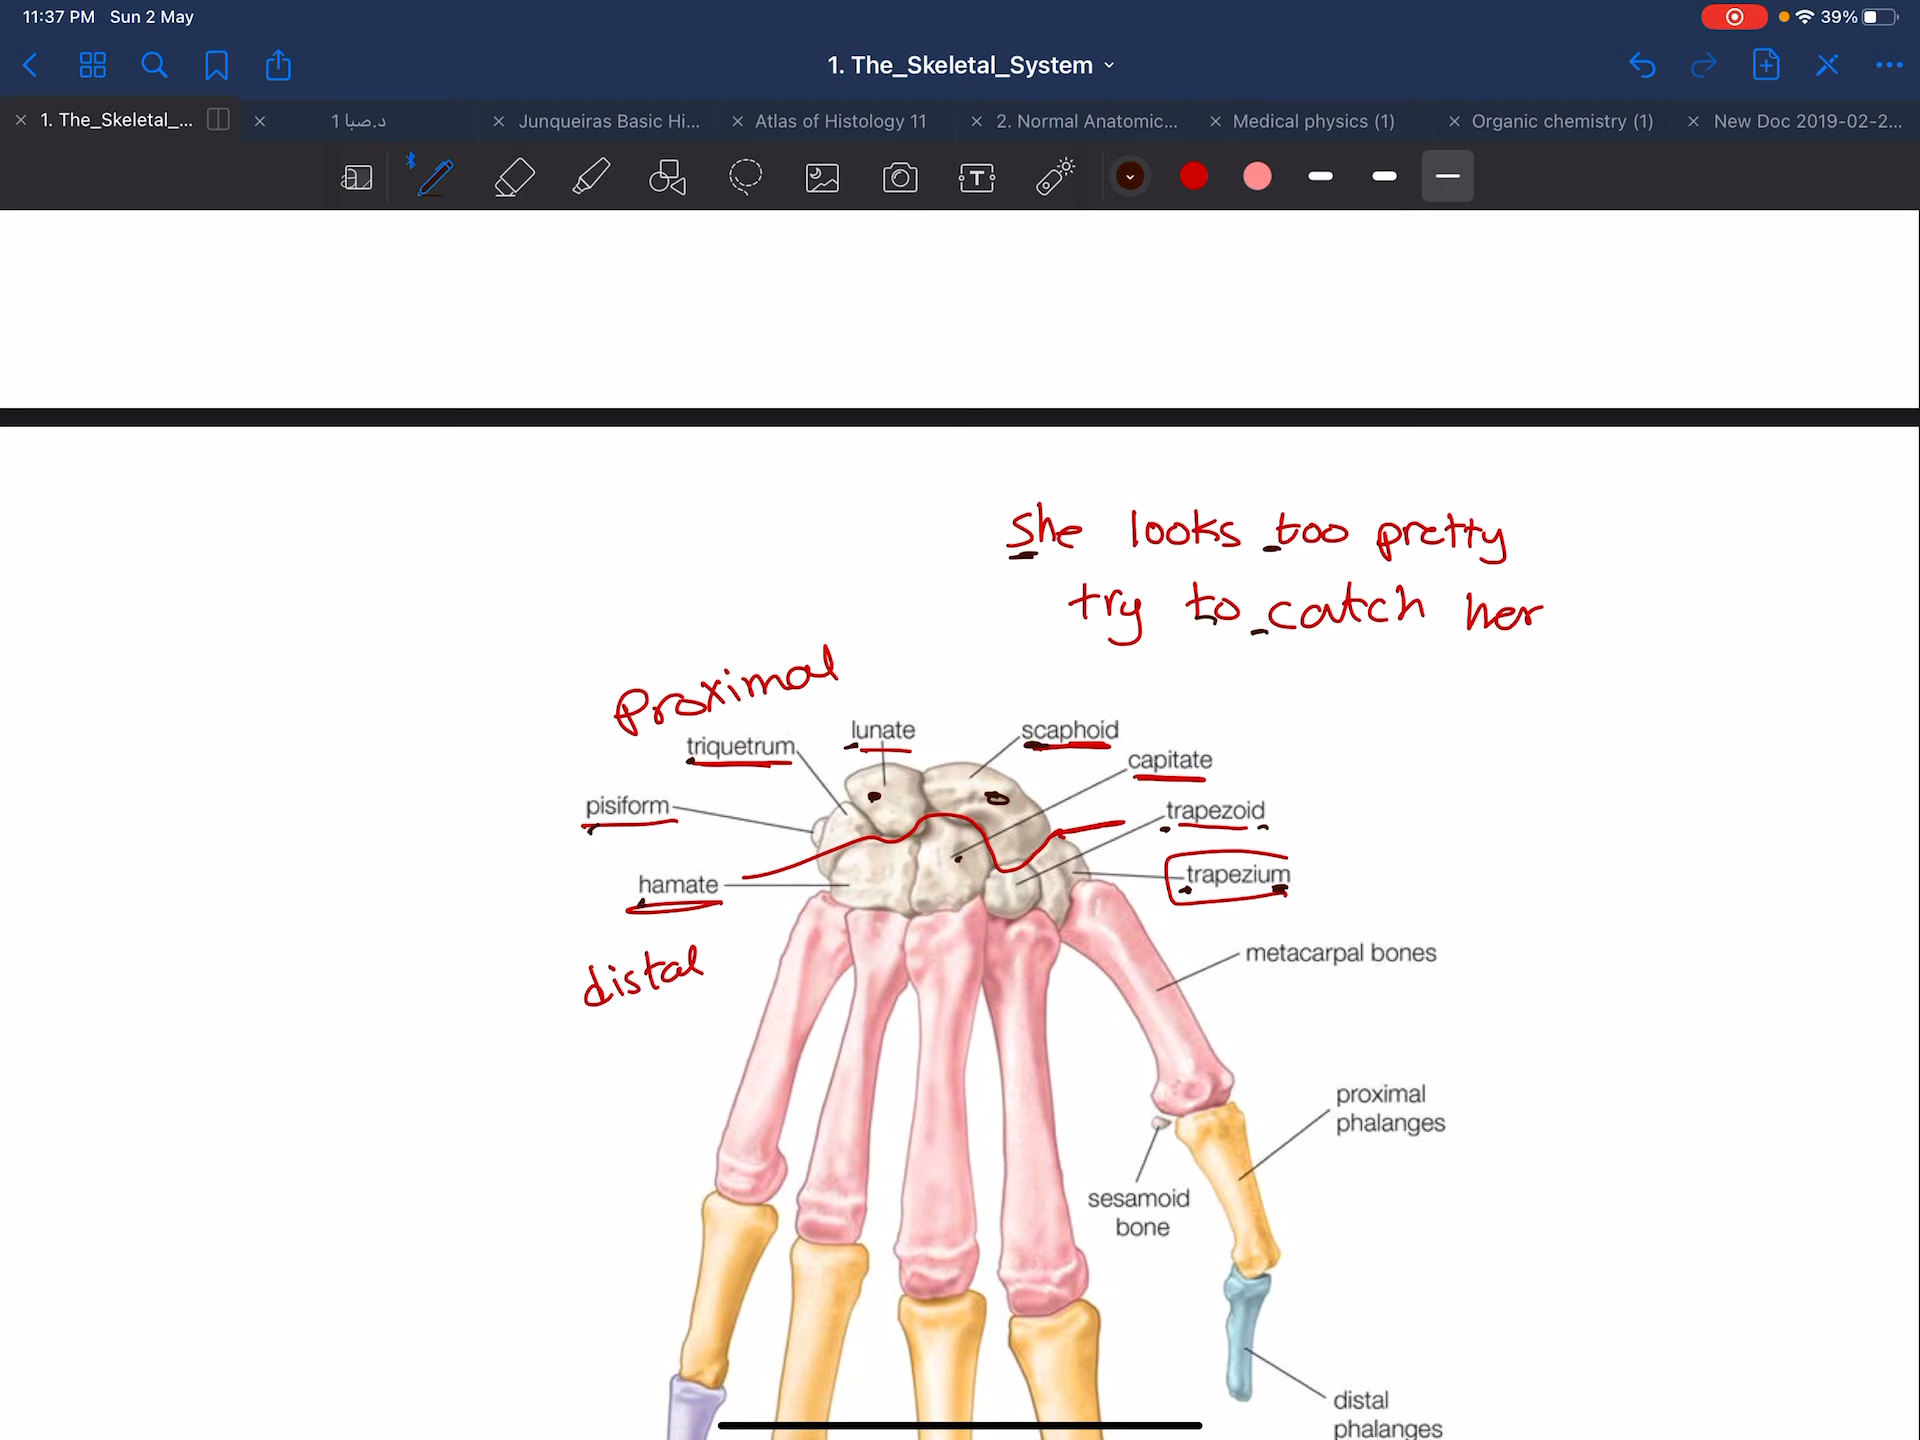 11:37 PM Sun 2 May
39%
1. The_Skeletal_System
1. The_Skeletal_...
د.صبا 1
Junqueiras Basic Hi...
Atlas of Histology 11
2. Normal Anatomic...
Medical physics (1)
Organic chemistry (1)
New Doc 2019-02-2...
she looks too pretty
try to catch her
Proximal
lunate
scaphoid
triquetrum
capitate
pisiform
trapezoid
hamate
trapezium
metacarpal bones
distal
proximal
phalanges
sesamoid
bone
distal
phalanges